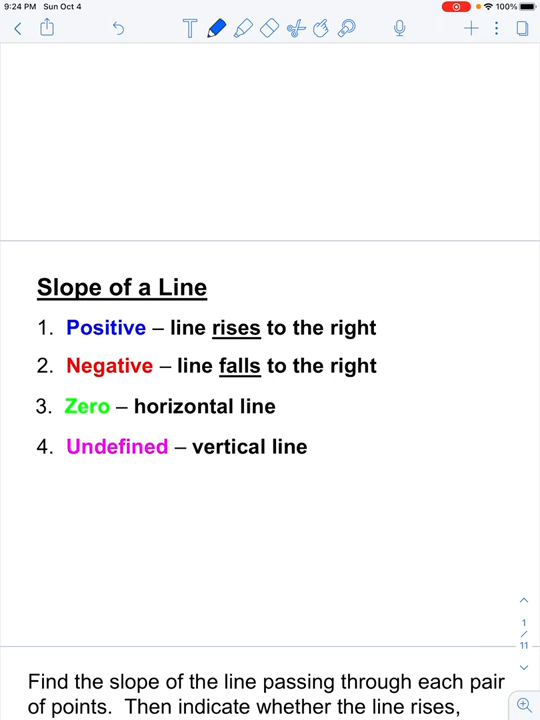 9:24 PM Sun Oct 4
100%
T
Slope of a Line
1. Positive – line rises to the right
2. Negative – line falls to the right
3. Zero – horizontal line
4. Undefined – vertical line
1
/
11
Find the slope of the line passing through each pair
of points. Then indicate whether the line rises,